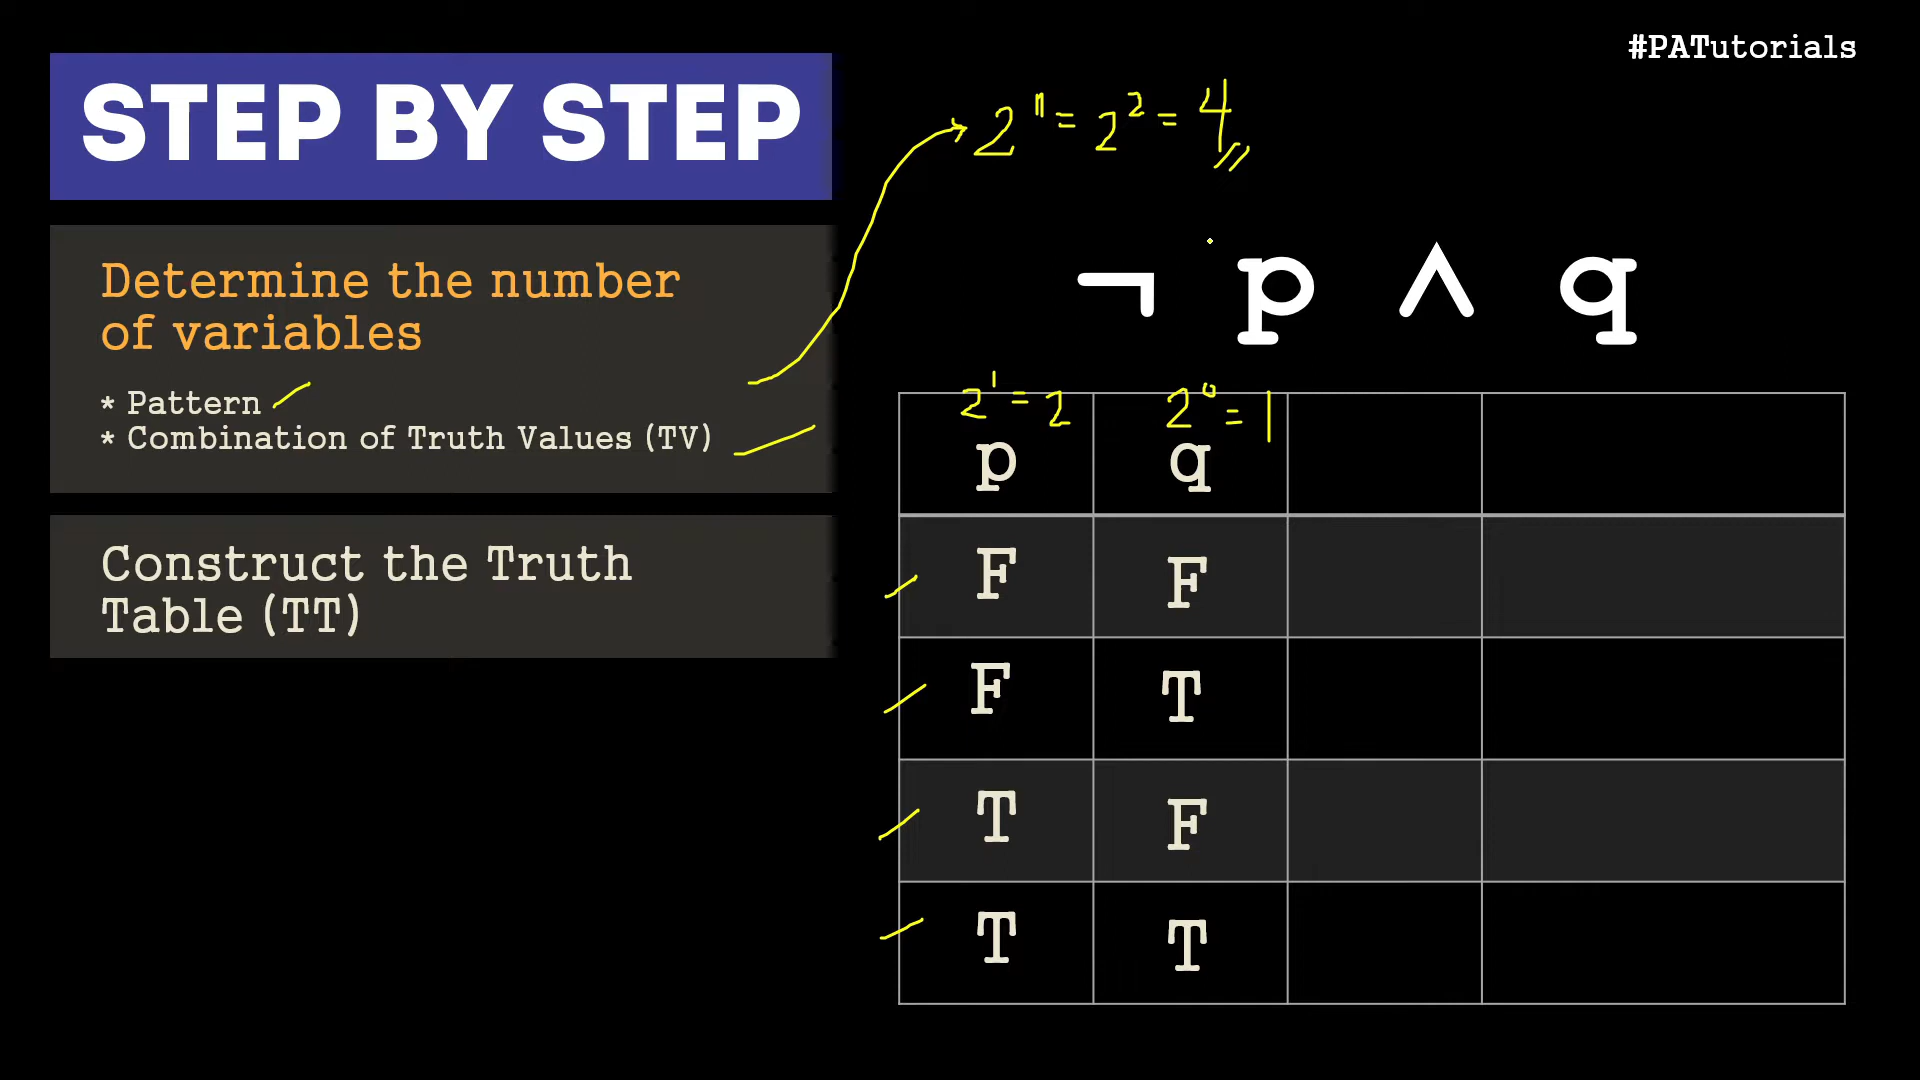 #PATutorials
STEP BY STEP
2ⁿ = 2² = 4
Determine the number
of variables
* Pattern
* Combination of Truth Values (TV)
Construct the Truth
Table (TT)
¬ p ∧ q
2¹ = 2 2⁰ = 1
p q
F F
F T
T F
T T